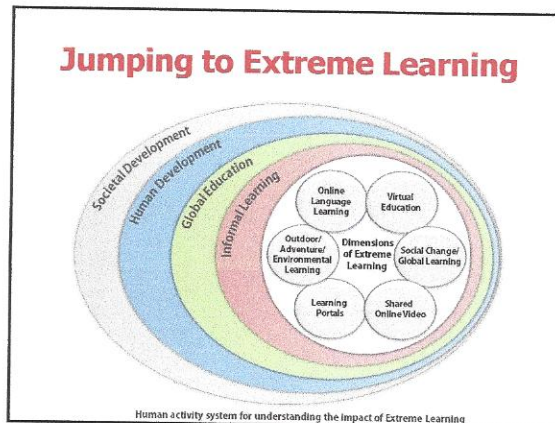 Jumping to Extreme Learning
Societal Development
Human Development
Global Education
Informal Learning
Online
Language
Learning
Virtual
Education
Outdoor/
Adventure/
Environmental
Learning
Dimensions
of Extreme
Learning
Social Change/
Global Learning
Learning
Portals
Shared
Online Video
Human activity system for understanding the impact of Extreme Learning